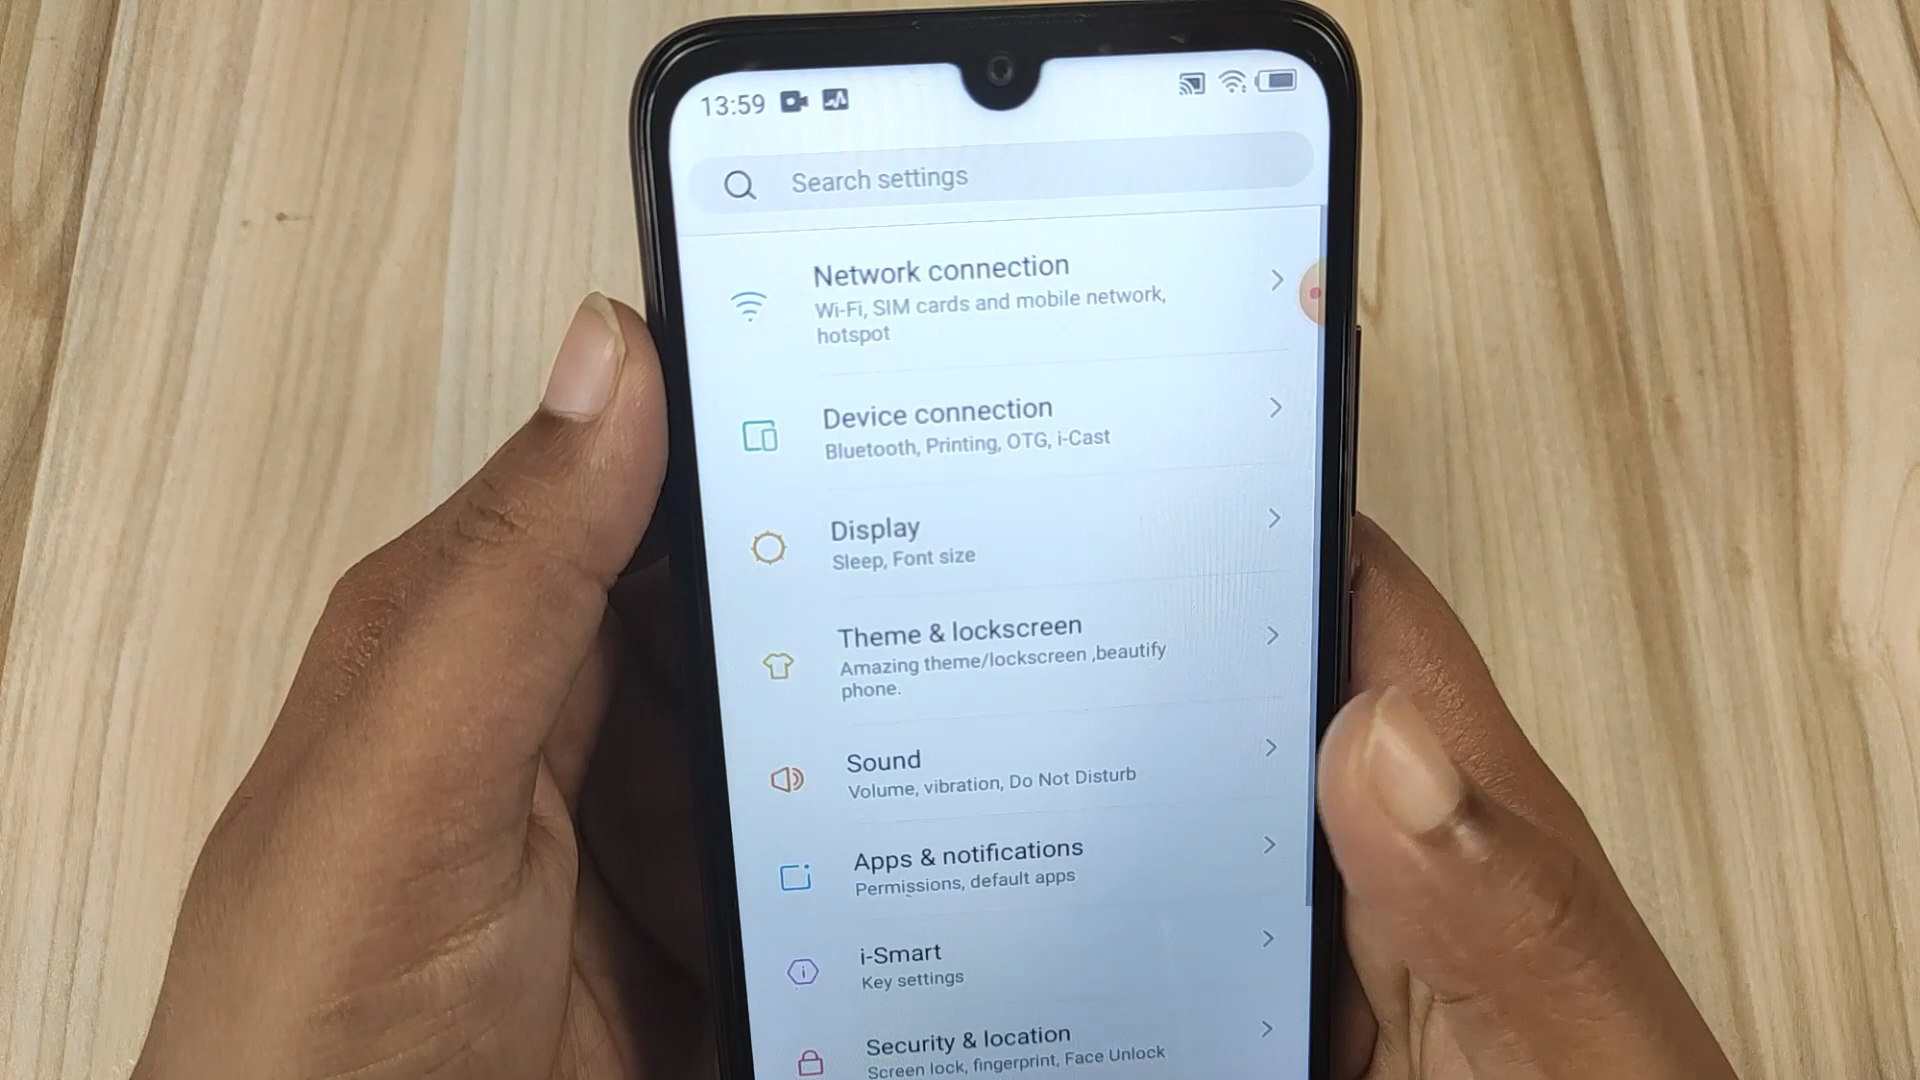 13:59
Search settings
Network connection
Wi-Fi, SIM cards and mobile network,
hotspot
Device connection
Bluetooth, Printing, OTG, i-Cast
Display
Sleep, Font size
Theme & lockscreen
Amazing theme/lockscreen ,beautify
phone.
Sound
Volume, vibration, Do Not Disturb
Apps & notifications
Permissions, default apps
i-Smart
Key settings
Security & location
Screen lock, fingerprint, Face Unlock